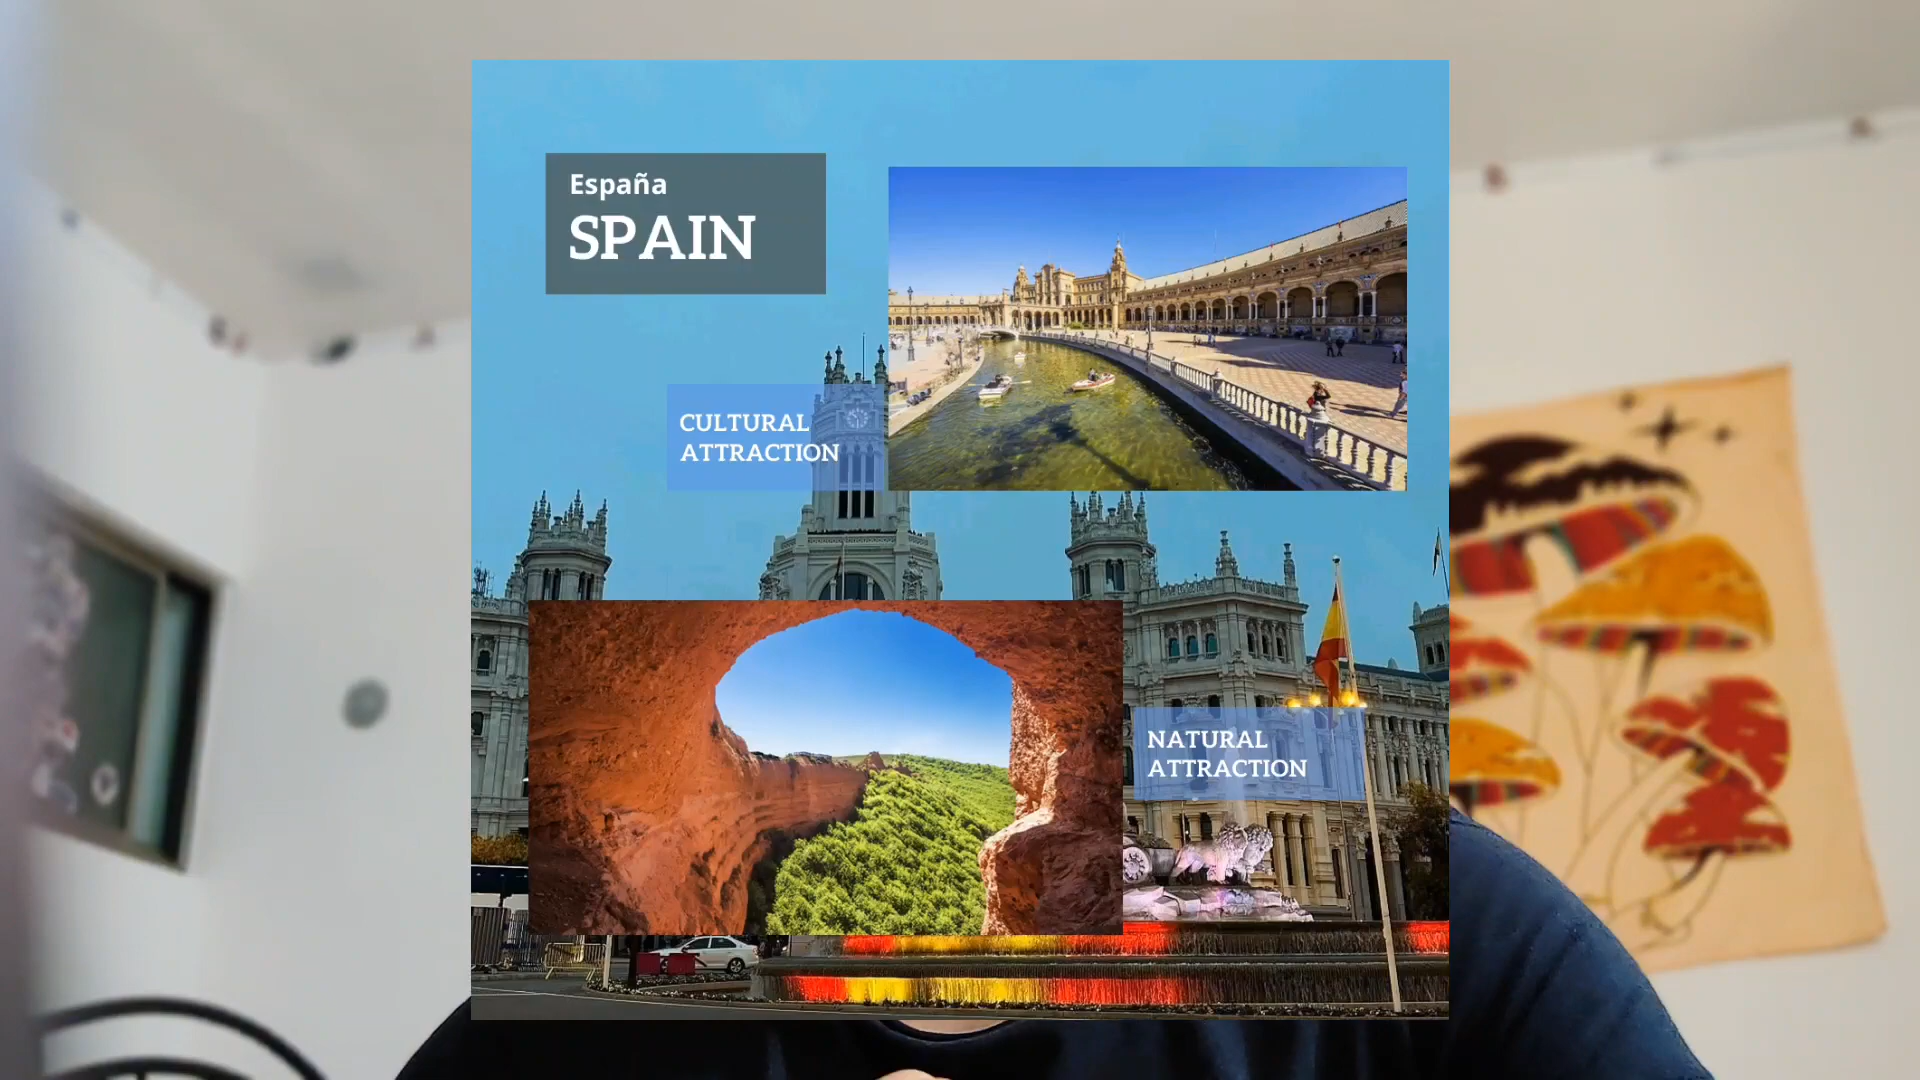 España
SPAIN
CULTURAL
ATTRACTION
NATURAL
ATTRACTION